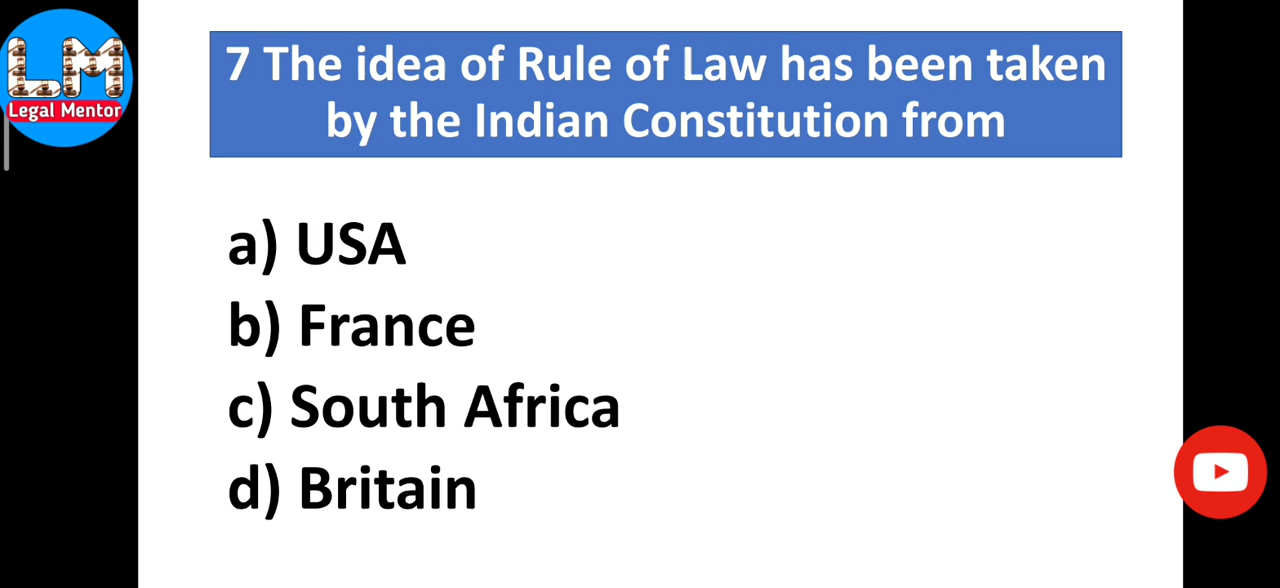 LM
Legal Mentor
7 The idea of Rule of Law has been taken
by the Indian Constitution from
a) USA
b) France
c) South Africa
d) Britain